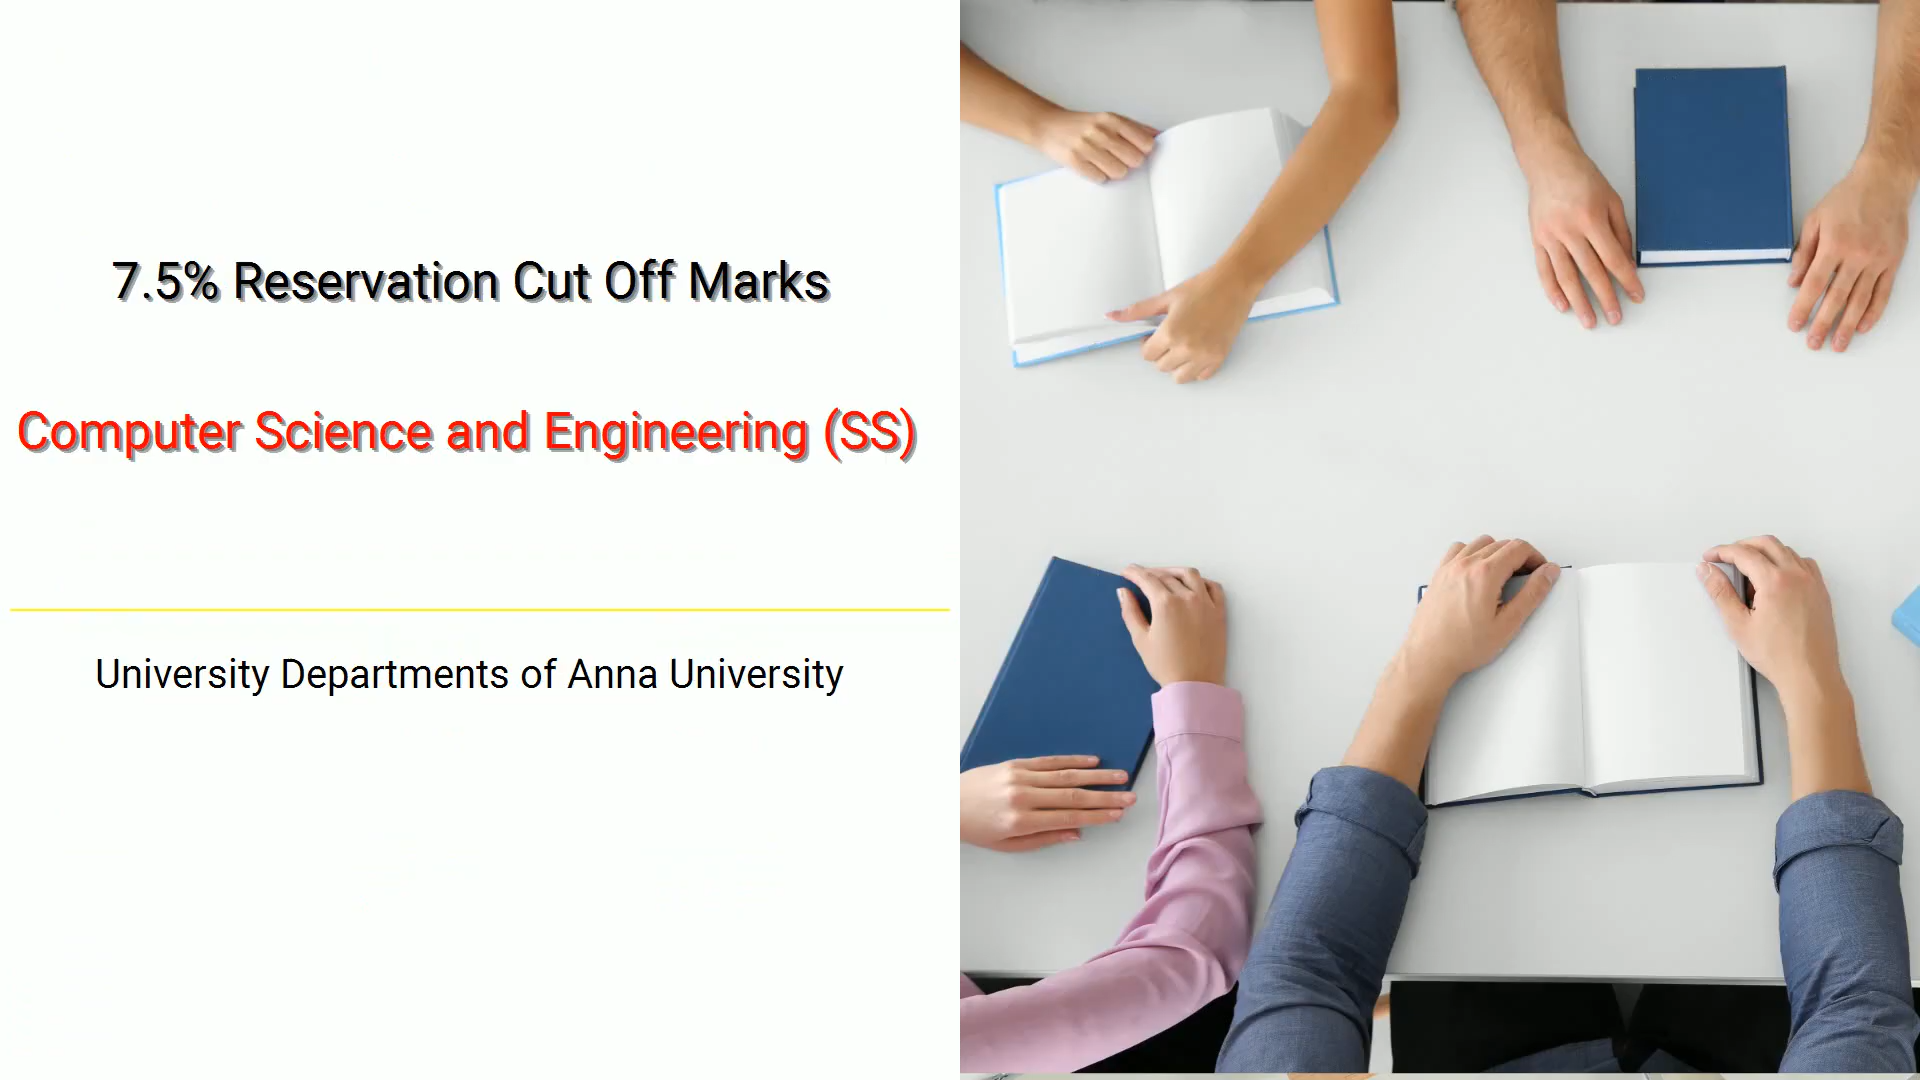 7.5% Reservation Cut Off Marks
Computer Science and Engineering (SS)
University Departments of Anna University